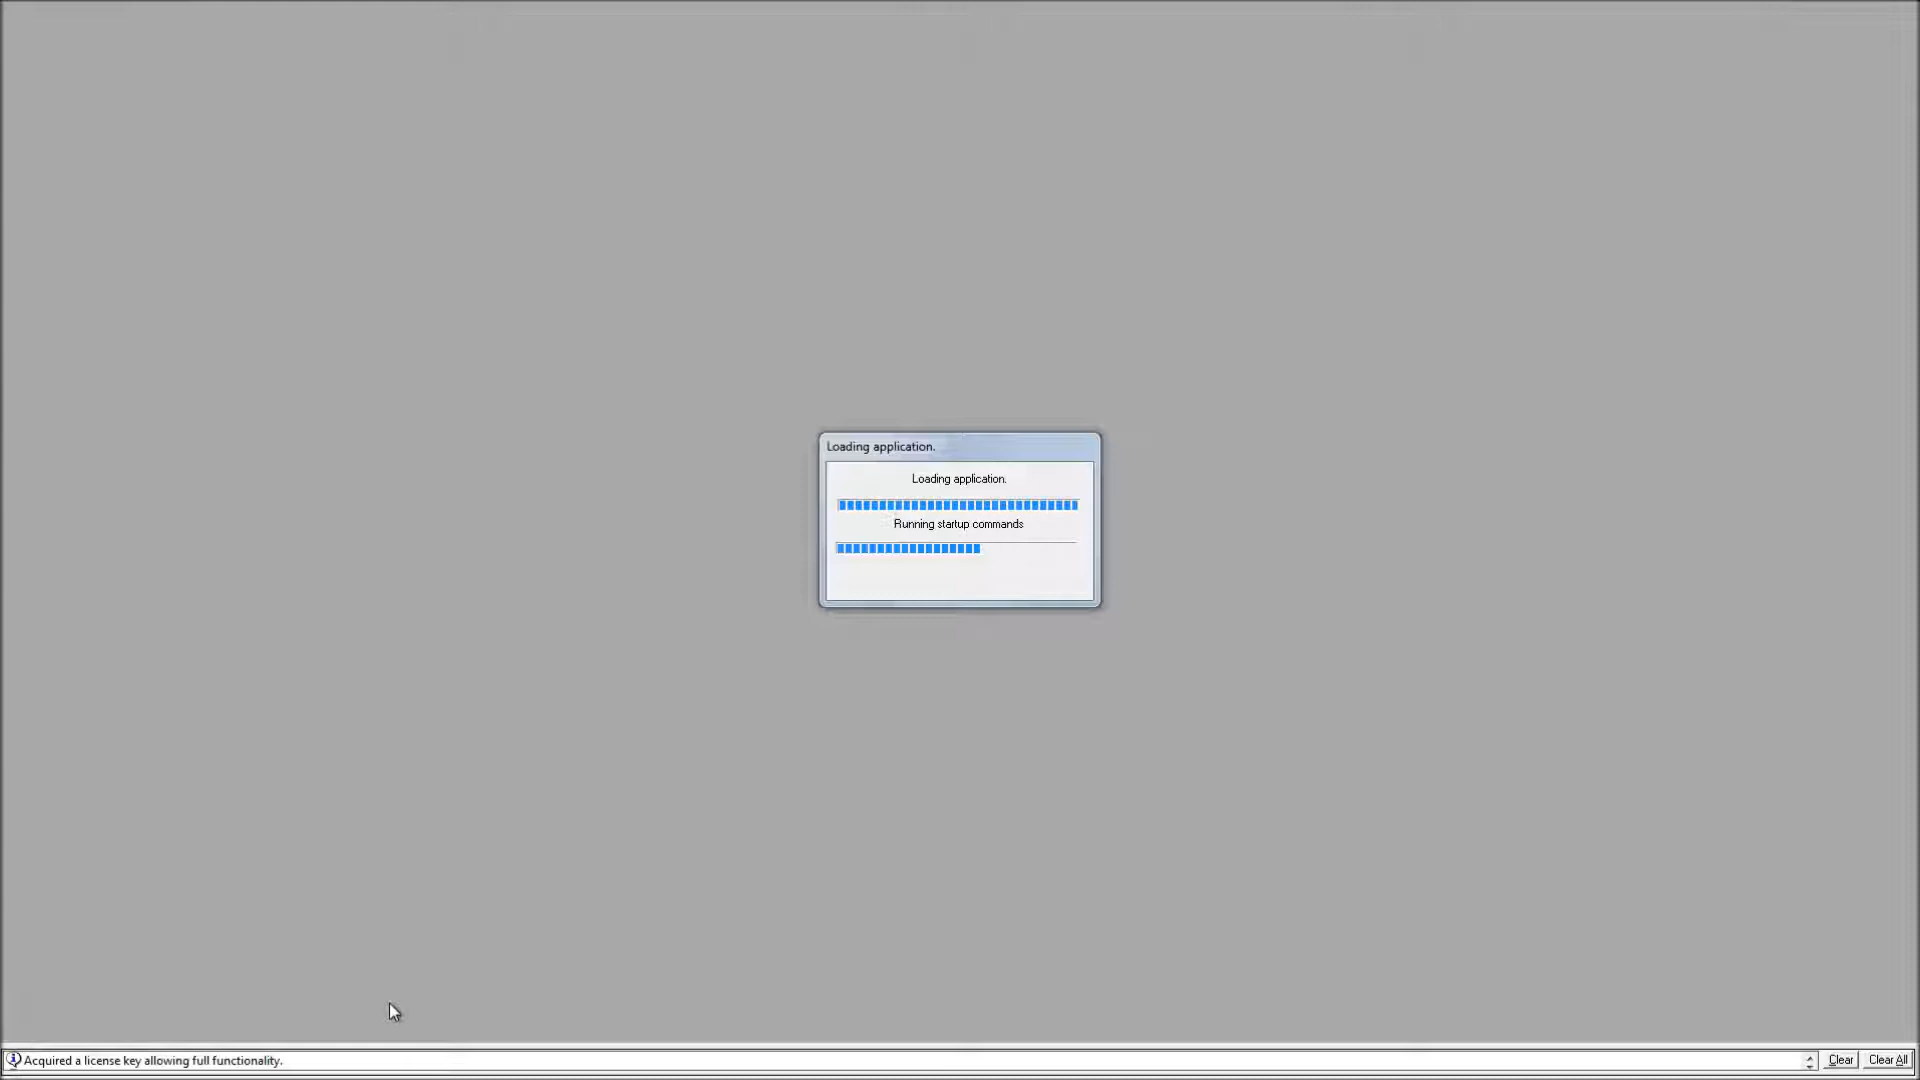 Loading application.
Loading application.
Running startup commands
Acquired a license key allowing full functionality.
Clear
Clear All